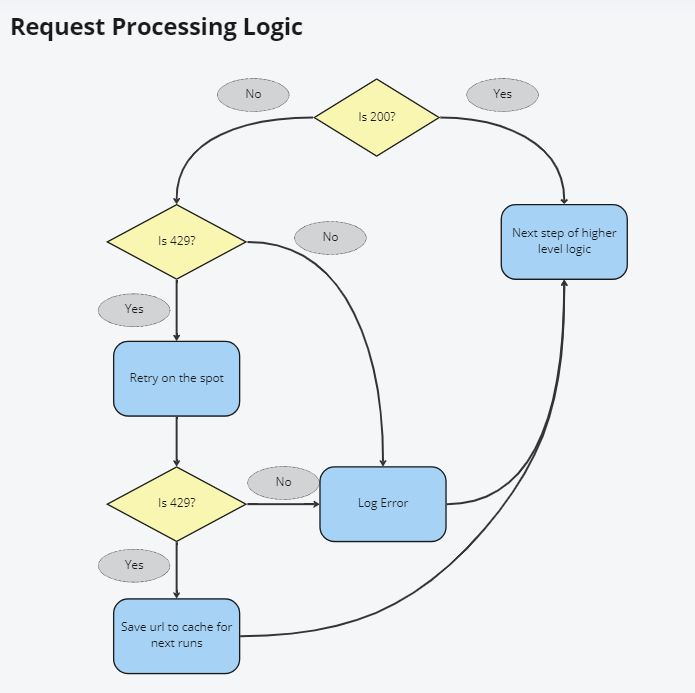 Request Processing Logic
No
Is 200?
Yes
Is 429?
No
Next step of higher
level logic
Yes
Retry on the spot
Is 429?
No
Log Error
Yes
Save url to cache for
next runs